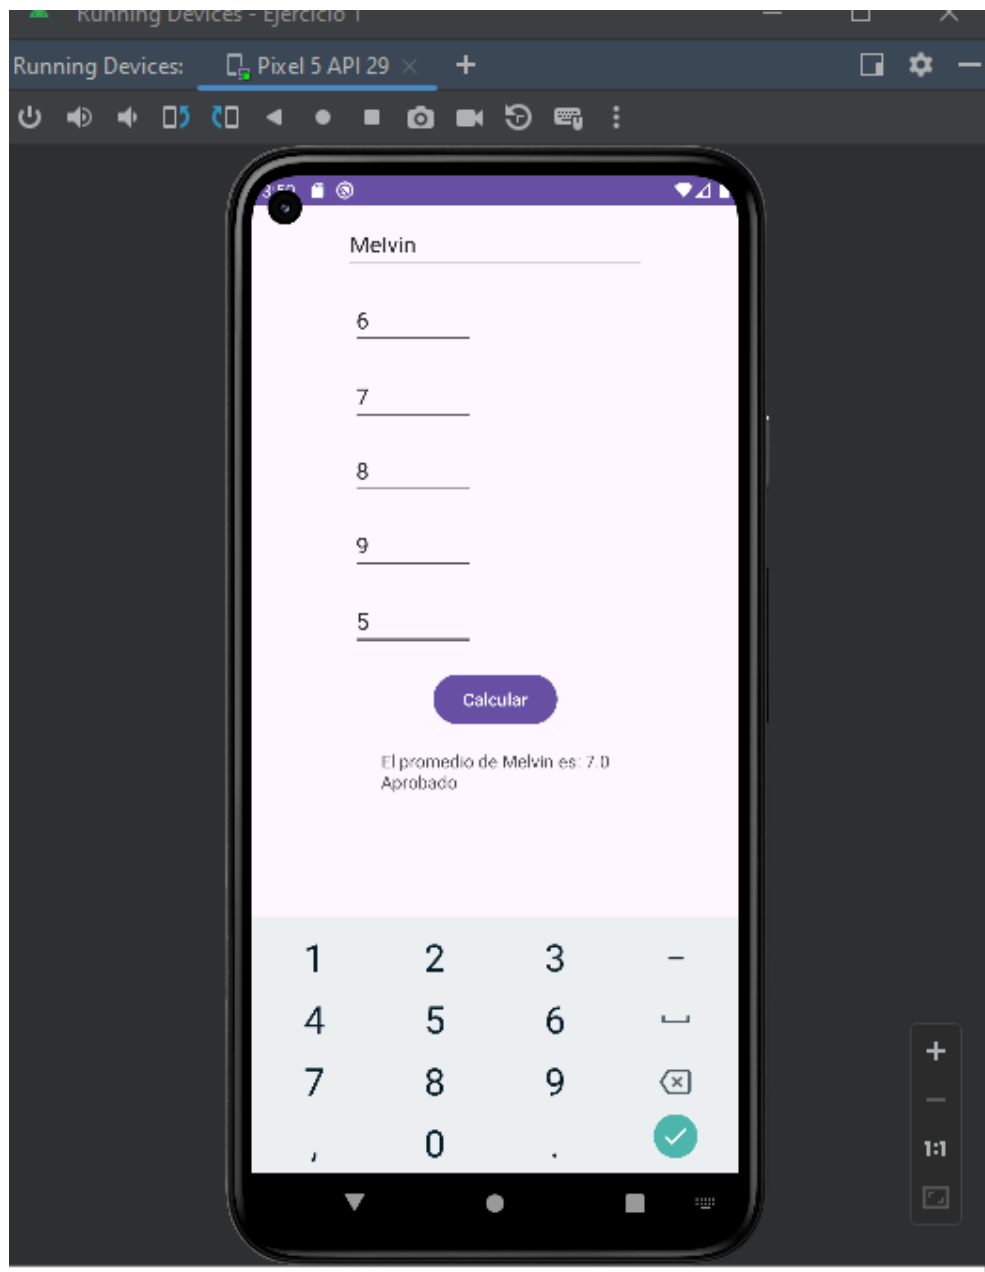 Running Devices - Ejercicio 1
Running Devices: Pixel 5 API 29
Melvin
6
7
8
9
5
Calcular
El promedio de Melvin es: 7.0
Aprobado
1 2 3 -
4 5 6
7 8 9
, 0 .
1:1